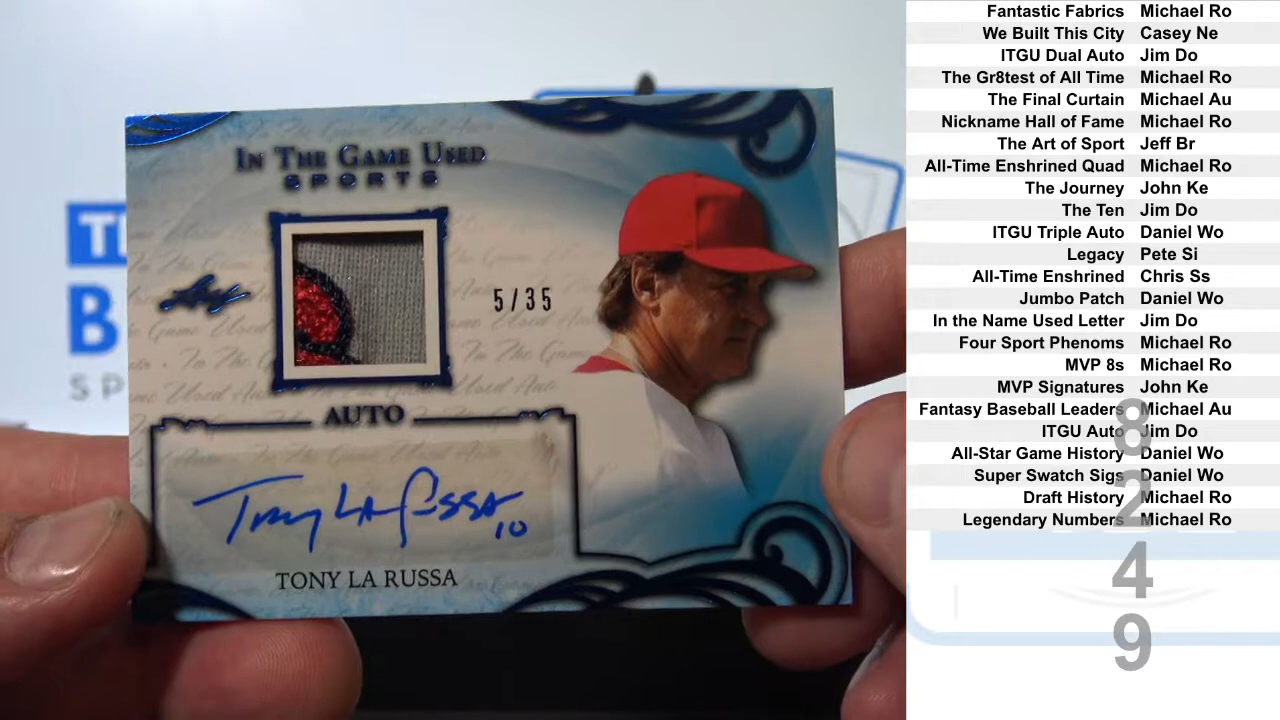 IN THE GAME USED
SPORTS
Leaf
5/35
AUTO
TONY LA RUSSA
10
TONY LA RUSSA
B
SP
Fantastic Fabrics Michael Ro
We Built This City Casey Ne
ITGU Dual Auto Jim Do
The Gr8test of All Time Michael Ro
The Final Curtain Michael Au
Nickname Hall of Fame Michael Ro
The Art of Sport Jeff Br
All-Time Enshrined Quad Michael Ro
The Journey John Ke
The Ten Jim Do
ITGU Triple Auto Daniel Wo
Legacy Pete Si
All-Time Enshrined Chris Ss
Jumbo Patch Daniel Wo
In the Name Used Letter Jim Do
Four Sport Phenoms Michael Ro
MVP 8s Michael Ro
MVP Signatures John Ke
Fantasy Baseball Leaders Michael Au
ITGU Auto Jim Do
All-Star Game History Daniel Wo
Super Swatch Sigs Daniel Wo
Draft History Michael Ro
Legendary Numbers Michael Ro
8
2
4
9